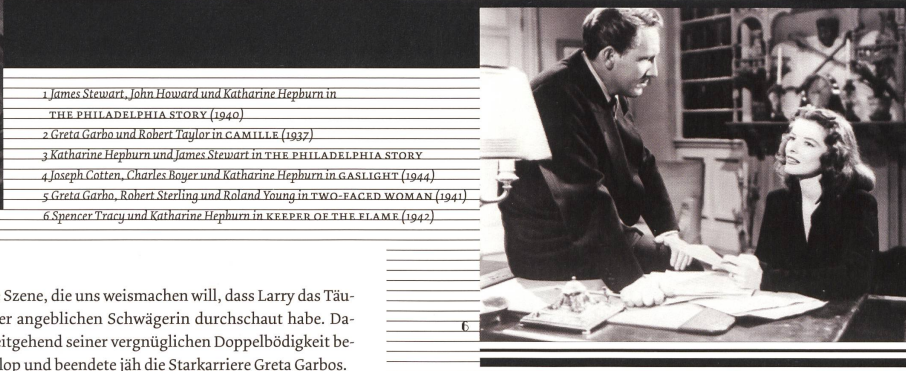 1 James Stewart, John Howard und Katharine Hepburn in
THE PHILADELPHIA STORY (1940)
2 Greta Garbo und Robert Taylor in CAMILLE (1937)
3 Katharine Hepburn und James Stewart in THE PHILADELPHIA STORY
4 Joseph Cotten, Charles Boyer und Katharine Hepburn in GASLIGHT (1944)
5 Greta Garbo, Robert Sterling und Roland Young in TWO-FACED WOMAN (1941)
6 Spencer Tracy und Katharine Hepburn in KEEPER OF THE FLAME (1942)
Szene, die uns weismachen will, dass Larry das Täu-
er angeblichen Schwägerin durchschaut habe. Da-
eitgehend seiner vergnüglichen Doppelbödigkeit be-
lop und beendete jäh die Starkarriere Greta Garbos.
6